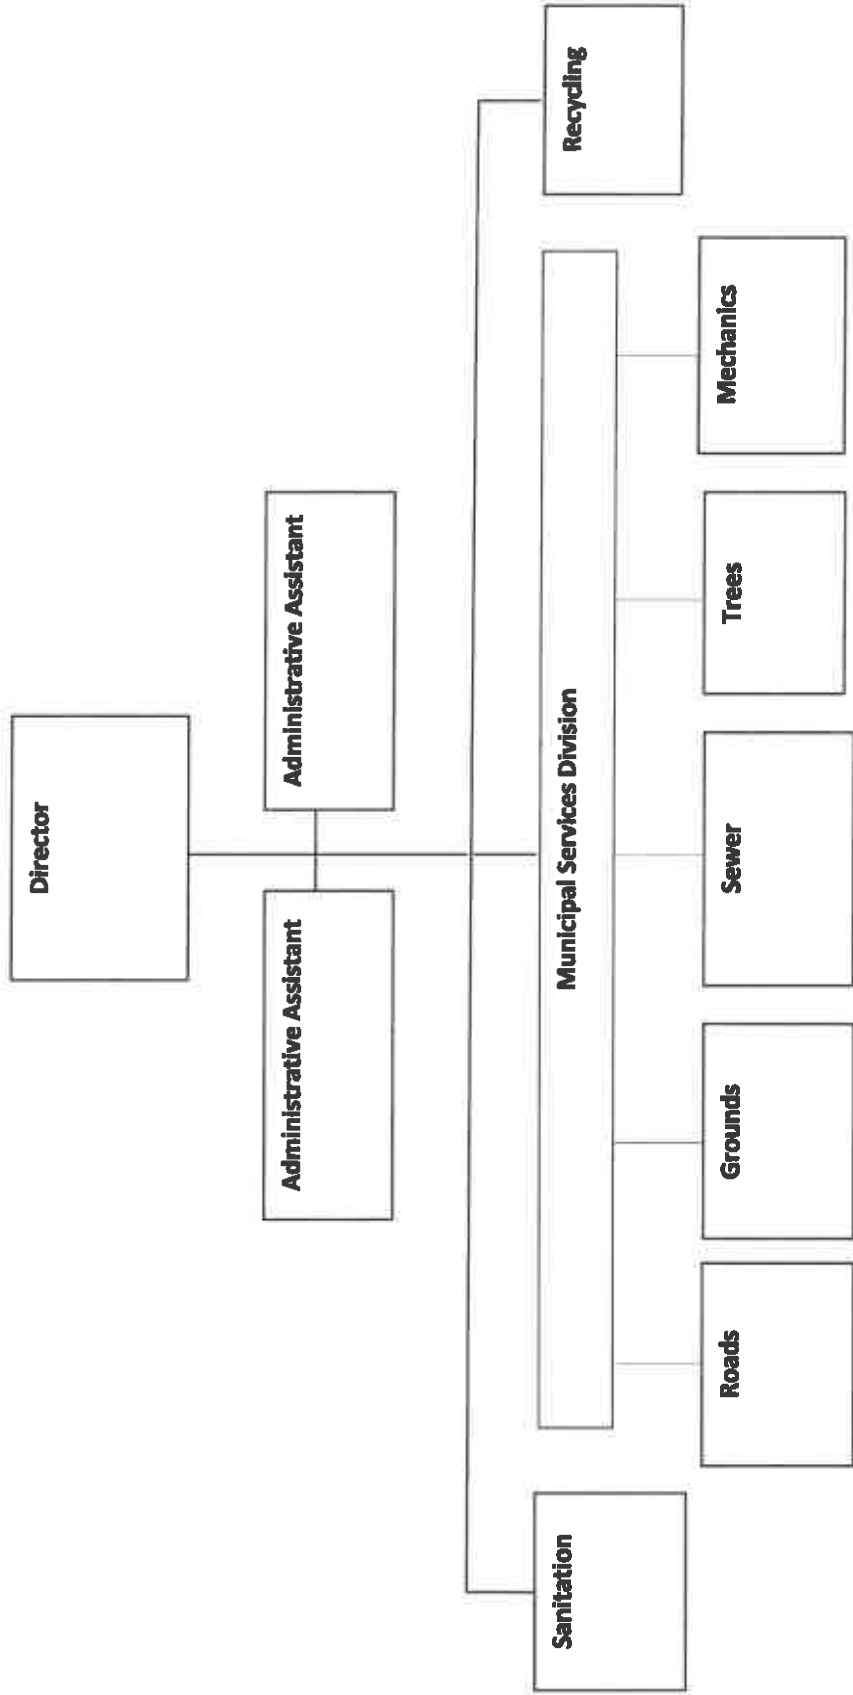 Director
Administrative Assistant
Administrative Assistant
Sanitation
Municipal Services Division
Recycling
Roads
Grounds
Sewer
Trees
Mechanics